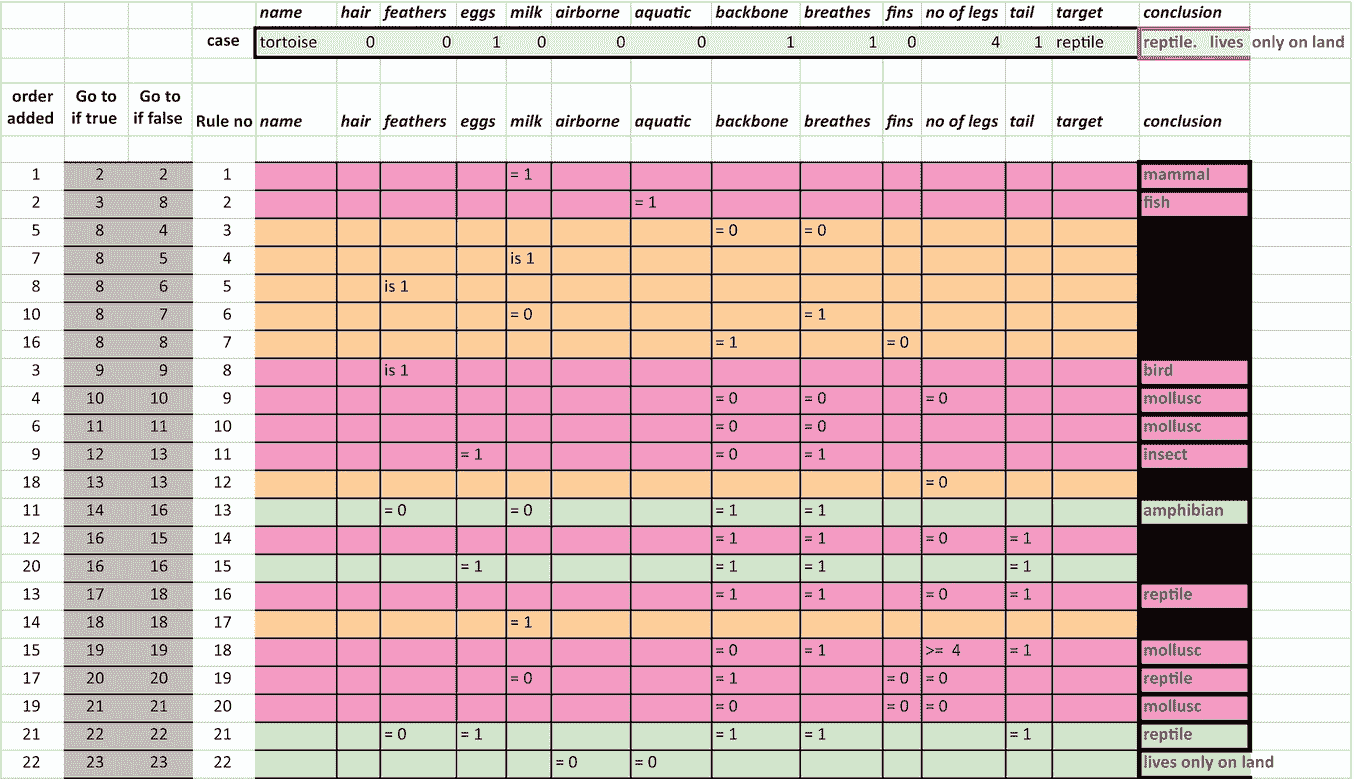 name hair feathers eggs milk airborne aquatic backbone breathes fins no of legs tail target conclusion
case tortoise 0 0 1 0 0 0 1 1 0 4 1 reptile reptile. lives only on land
order added Go to if true Go to if false Rule no name hair feathers eggs milk airborne aquatic backbone breathes fins no of legs tail target conclusion
1 2 2 1 = 1 mammal
2 3 8 2 = 1 fish
5 8 4 3 = 0 = 0
7 8 5 4 is 1
8 8 6 5 is 1
10 8 7 6 = 0 = 1
16 8 8 7 = 1 = 0
3 9 9 8 is 1 bird
4 10 10 9 = 0 = 0 = 0 mollusc
6 11 11 10 = 0 = 0 mollusc
9 12 13 11 = 1 = 0 = 1 insect
18 13 13 12 = 0
11 14 16 13 = 0 = 0 = 1 = 1 amphibian
12 16 15 14 = 1 = 1 = 0 = 1
20 16 16 15 = 1 = 1 = 1 = 1
13 17 18 16 = 1 = 1 = 0 = 1 reptile
14 18 18 17 = 1
15 19 19 18 = 0 = 1 >= 4 = 1 mollusc
17 20 20 19 = 0 = 1 = 0 = 0 reptile
19 21 21 20 = 0 = 0 = 0 mollusc
21 22 22 21 = 0 = 1 = 1 = 1 = 1 reptile
22 23 23 22 = 0 = 0 lives only on land